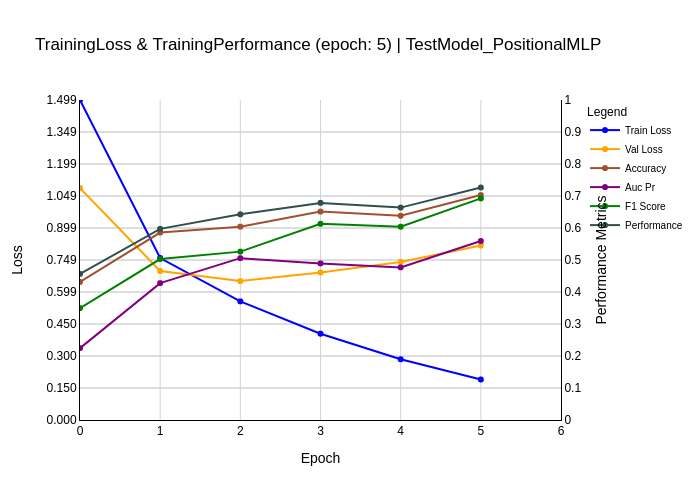 TrainingLoss & TrainingPerformance (epoch: 5) | TestModel_PositionalMLP
Loss
1.499
1.349
1.199
1.049
0.899
0.749
0.599
0.450
0.300
0.150
0.000
0 1 2 3 4 5 6
Epoch
1
0.9
0.8
0.7
0.6
0.5
0.4
0.3
0.2
0.1
0
Performance Metrics
Legend
Train Loss
Val Loss
Accuracy
Auc Pr
F1 Score
Performance